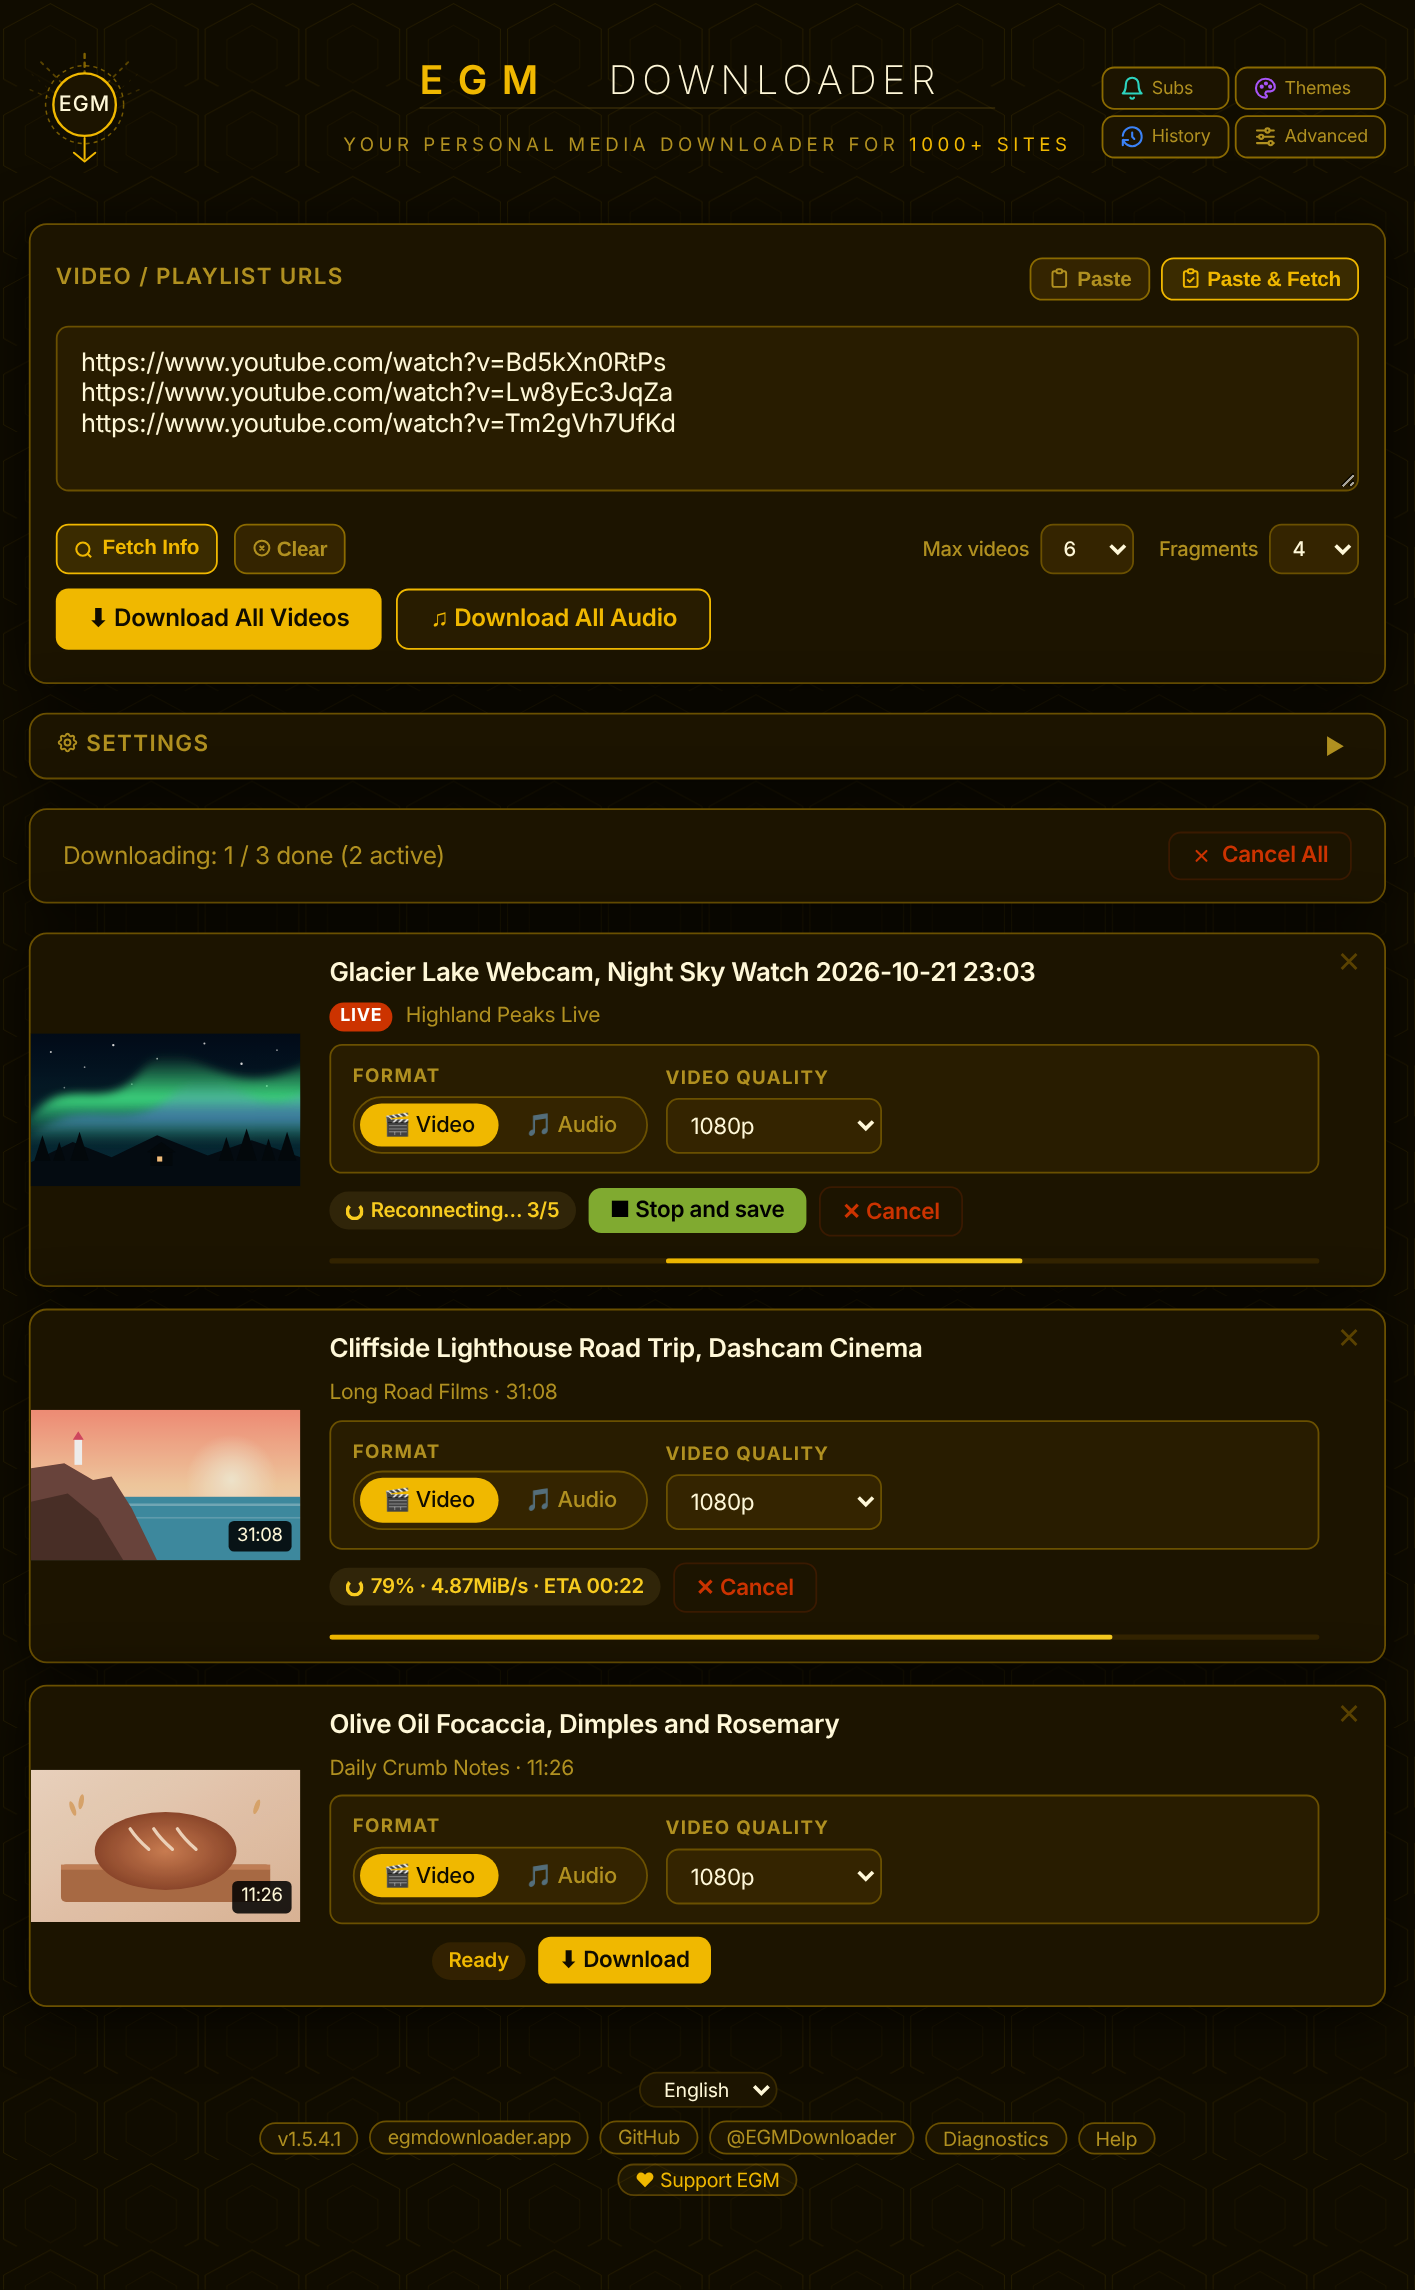 EGM
EGM DOWNLOADER
YOUR PERSONAL MEDIA DOWNLOADER FOR 1000+ SITES
Subs
Themes
History
Advanced
VIDEO / PLAYLIST URLS
Paste
Paste & Fetch
https://www.youtube.com/watch?v=Bd5kXn0RtPs
https://www.youtube.com/watch?v=Lw8yEc3JqZa
https://www.youtube.com/watch?v=Tm2gVh7UfKd
Fetch Info
Clear
Max videos 6
Fragments 4
⬇ Download All Videos
♫ Download All Audio
SETTINGS
Downloading: 1 / 3 done (2 active)
✕ Cancel All
Glacier Lake Webcam, Night Sky Watch 2026-10-21 23:03
LIVE Highland Peaks Live
FORMAT
VIDEO QUALITY
🎬 Video
🎵 Audio
1080p
Reconnecting... 3/5
■ Stop and save
✕ Cancel
Cliffside Lighthouse Road Trip, Dashcam Cinema
Long Road Films · 31:08
31:08
FORMAT
VIDEO QUALITY
🎬 Video
🎵 Audio
1080p
79% · 4.87MiB/s · ETA 00:22
✕ Cancel
Olive Oil Focaccia, Dimples and Rosemary
Daily Crumb Notes · 11:26
11:26
FORMAT
VIDEO QUALITY
🎬 Video
🎵 Audio
1080p
Ready
⬇ Download
English
v1.5.4.1
egmdownloader.app
GitHub
@EGMDownloader
Diagnostics
Help
♥ Support EGM